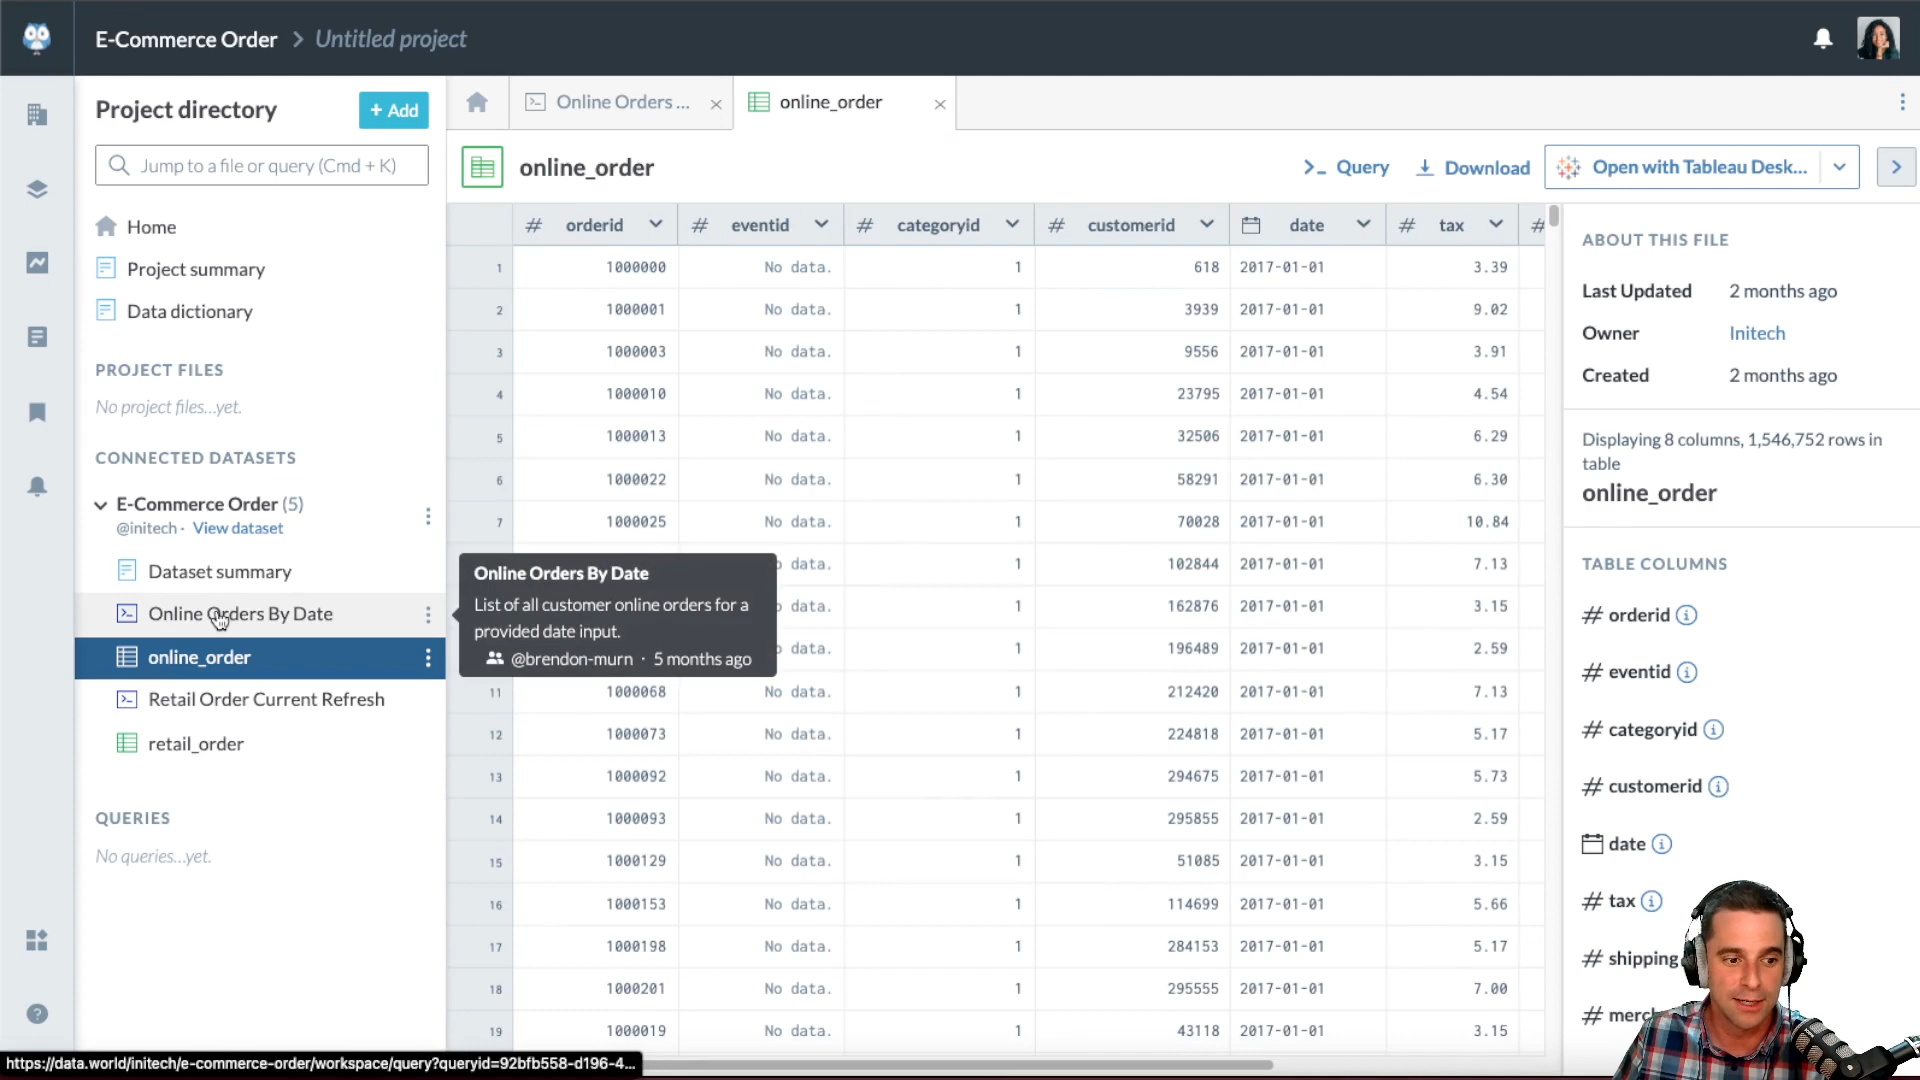 E-Commerce Order > Untitled project
Project directory
+ Add
Jump to a file or query (Cmd + K)
Home
Project summary
Data dictionary
PROJECT FILES
No project files...yet.
CONNECTED DATASETS
E-Commerce Order (5)
@initech · View dataset
Dataset summary
Online Orders By Date
online_order
Retail Order Current Refresh
retail_order
QUERIES
No queries...yet.
Online Orders ...
online_order
online_order
Query
Download
Open with Tableau Desk...
# orderid # eventid # categoryid # customerid date # tax #
1 1000000 No data. 1 618 2017-01-01 3.39
2 1000001 No data. 1 3939 2017-01-01 9.02
3 1000003 No data. 1 9556 2017-01-01 3.91
4 1000010 No data. 1 23795 2017-01-01 4.54
5 1000013 No data. 1 32506 2017-01-01 6.29
6 1000022 No data. 1 58291 2017-01-01 6.30
7 1000025 No data. 1 70028 2017-01-01 10.84
data. 1 102844 2017-01-01 7.13
data. 1 162876 2017-01-01 3.15
data. 1 196489 2017-01-01 2.59
11 1000068 No data. 1 212420 2017-01-01 7.13
12 1000073 No data. 1 224818 2017-01-01 5.17
13 1000092 No data. 1 294675 2017-01-01 5.73
14 1000093 No data. 1 295855 2017-01-01 2.59
15 1000129 No data. 1 51085 2017-01-01 3.15
16 1000153 No data. 1 114699 2017-01-01 5.66
17 1000198 No data. 1 284153 2017-01-01 5.17
18 1000201 No data. 1 295555 2017-01-01 7.00
19 1000019 No data. 1 43118 2017-01-01 3.15
Online Orders By Date
List of all customer online orders for a
provided date input.
@brendon-murn · 5 months ago
ABOUT THIS FILE
Last Updated 2 months ago
Owner Initech
Created 2 months ago
Displaying 8 columns, 1,546,752 rows in
table
online_order
TABLE COLUMNS
# orderid
# eventid
# categoryid
# customerid
date
# tax
# shipping
# merc
https://data.world/initech/e-commerce-order/workspace/query?queryid=92bfb558-d196-4...